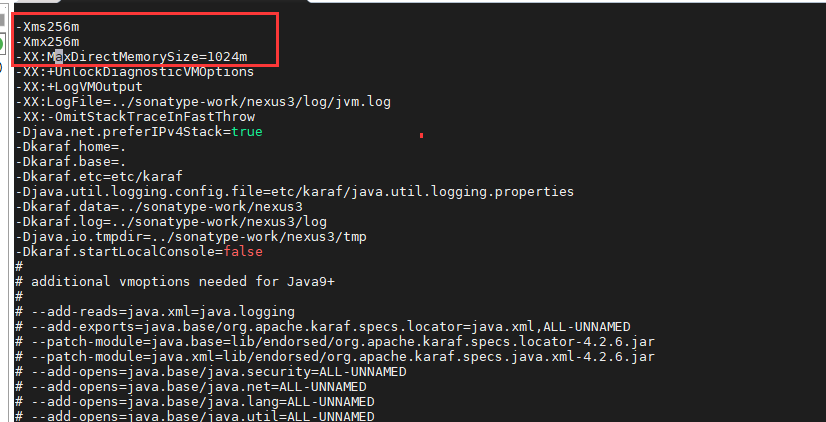 -Xms256m
-Xmx256m
-XX:MaxDirectMemorySize=1024m
-XX:+UnlockDiagnosticVMOptions
-XX:+LogVMOutput
-XX:LogFile=../sonatype-work/nexus3/log/jvm.log
-XX:-OmitStackTraceInFastThrow
-Djava.net.preferIPv4Stack=true
-Dkaraf.home=.
-Dkaraf.base=.
-Dkaraf.etc=etc/karaf
-Djava.util.logging.config.file=etc/karaf/java.util.logging.properties
-Dkaraf.data=../sonatype-work/nexus3
-Dkaraf.log=../sonatype-work/nexus3/log
-Djava.io.tmpdir=../sonatype-work/nexus3/tmp
-Dkaraf.startLocalConsole=false
#
# additional vmoptions needed for Java9+
#
# --add-reads=java.xml=java.logging
# --add-exports=java.base/org.apache.karaf.specs.locator=java.xml,ALL-UNNAMED
# --patch-module=java.base=lib/endorsed/org.apache.karaf.specs.locator-4.2.6.jar
# --patch-module=java.xml=lib/endorsed/org.apache.karaf.specs.java.xml-4.2.6.jar
# --add-opens=java.base/java.security=ALL-UNNAMED
# --add-opens=java.base/java.net=ALL-UNNAMED
# --add-opens=java.base/java.lang=ALL-UNNAMED
# --add-opens=java.base/java.util=ALL-UNNAMED